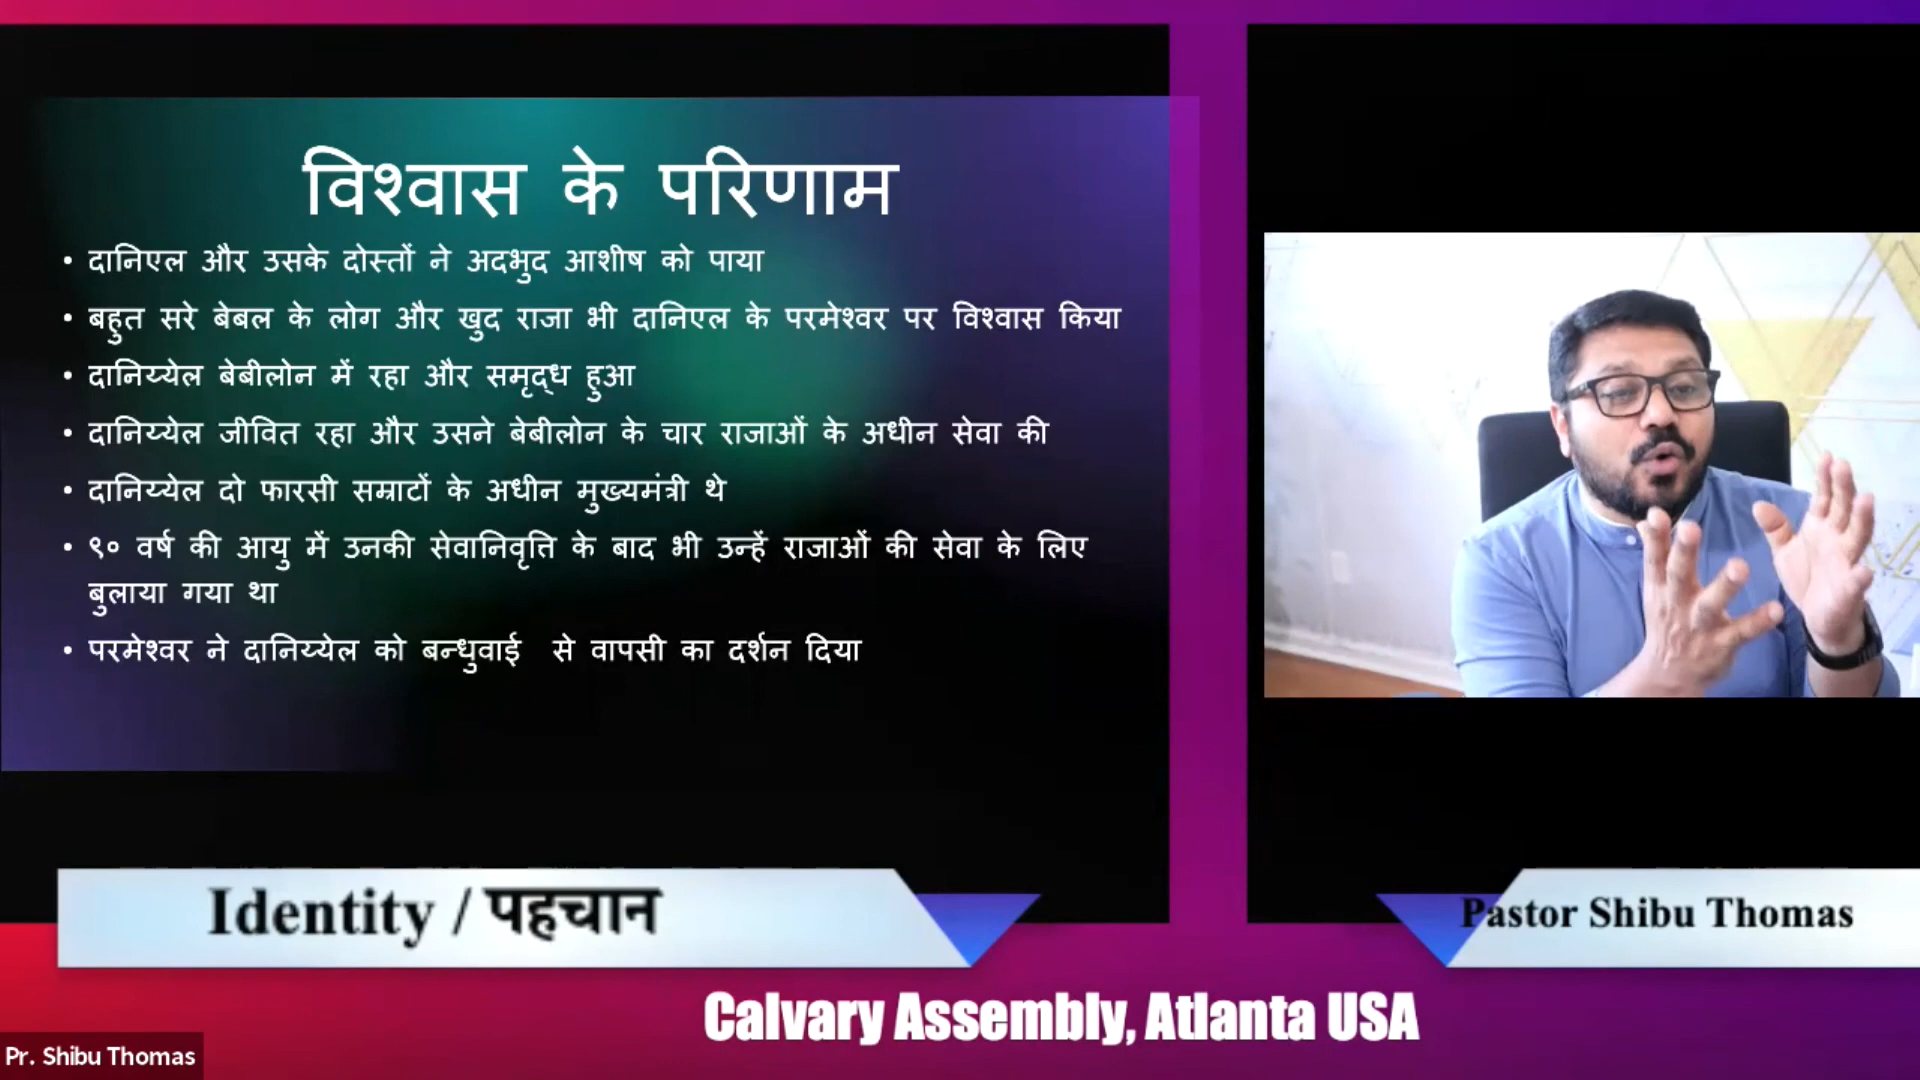 विश्वास के परिणाम
• दानिएल और उसके दोस्तों ने अदभुद आशीष को पाया
• बहुत सरे बेबल के लोग और खुद राजा भी दानिएल के परमेश्वर पर विश्वास किया
• दानिय्येल बेबीलोन में रहा और समृद्ध हुआ
• दानिय्येल जीवित रहा और उसने बेबीलोन के चार राजाओं के अधीन सेवा की
• दानिय्येल दो फारसी सम्राटों के अधीन मुख्यमंत्री थे
• ९० वर्ष की आयु में उनकी सेवानिवृत्ति के बाद भी उन्हें राजाओं की सेवा के लिए
बुलाया गया था
• परमेश्वर ने दानिय्येल को बन्धुवाई से वापसी का दर्शन दिया
Identity / पहचान
Pastor Shibu Thomas
Calvary Assembly, Atlanta USA
Pr. Shibu Thomas